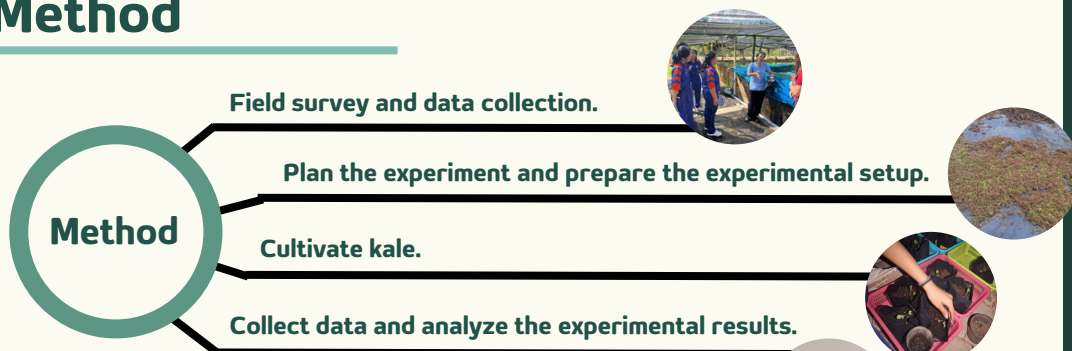 Method
Field survey and data collection.
Plan the experiment and prepare the experimental setup.
Method
Cultivate kale.
Collect data and analyze the experimental results.